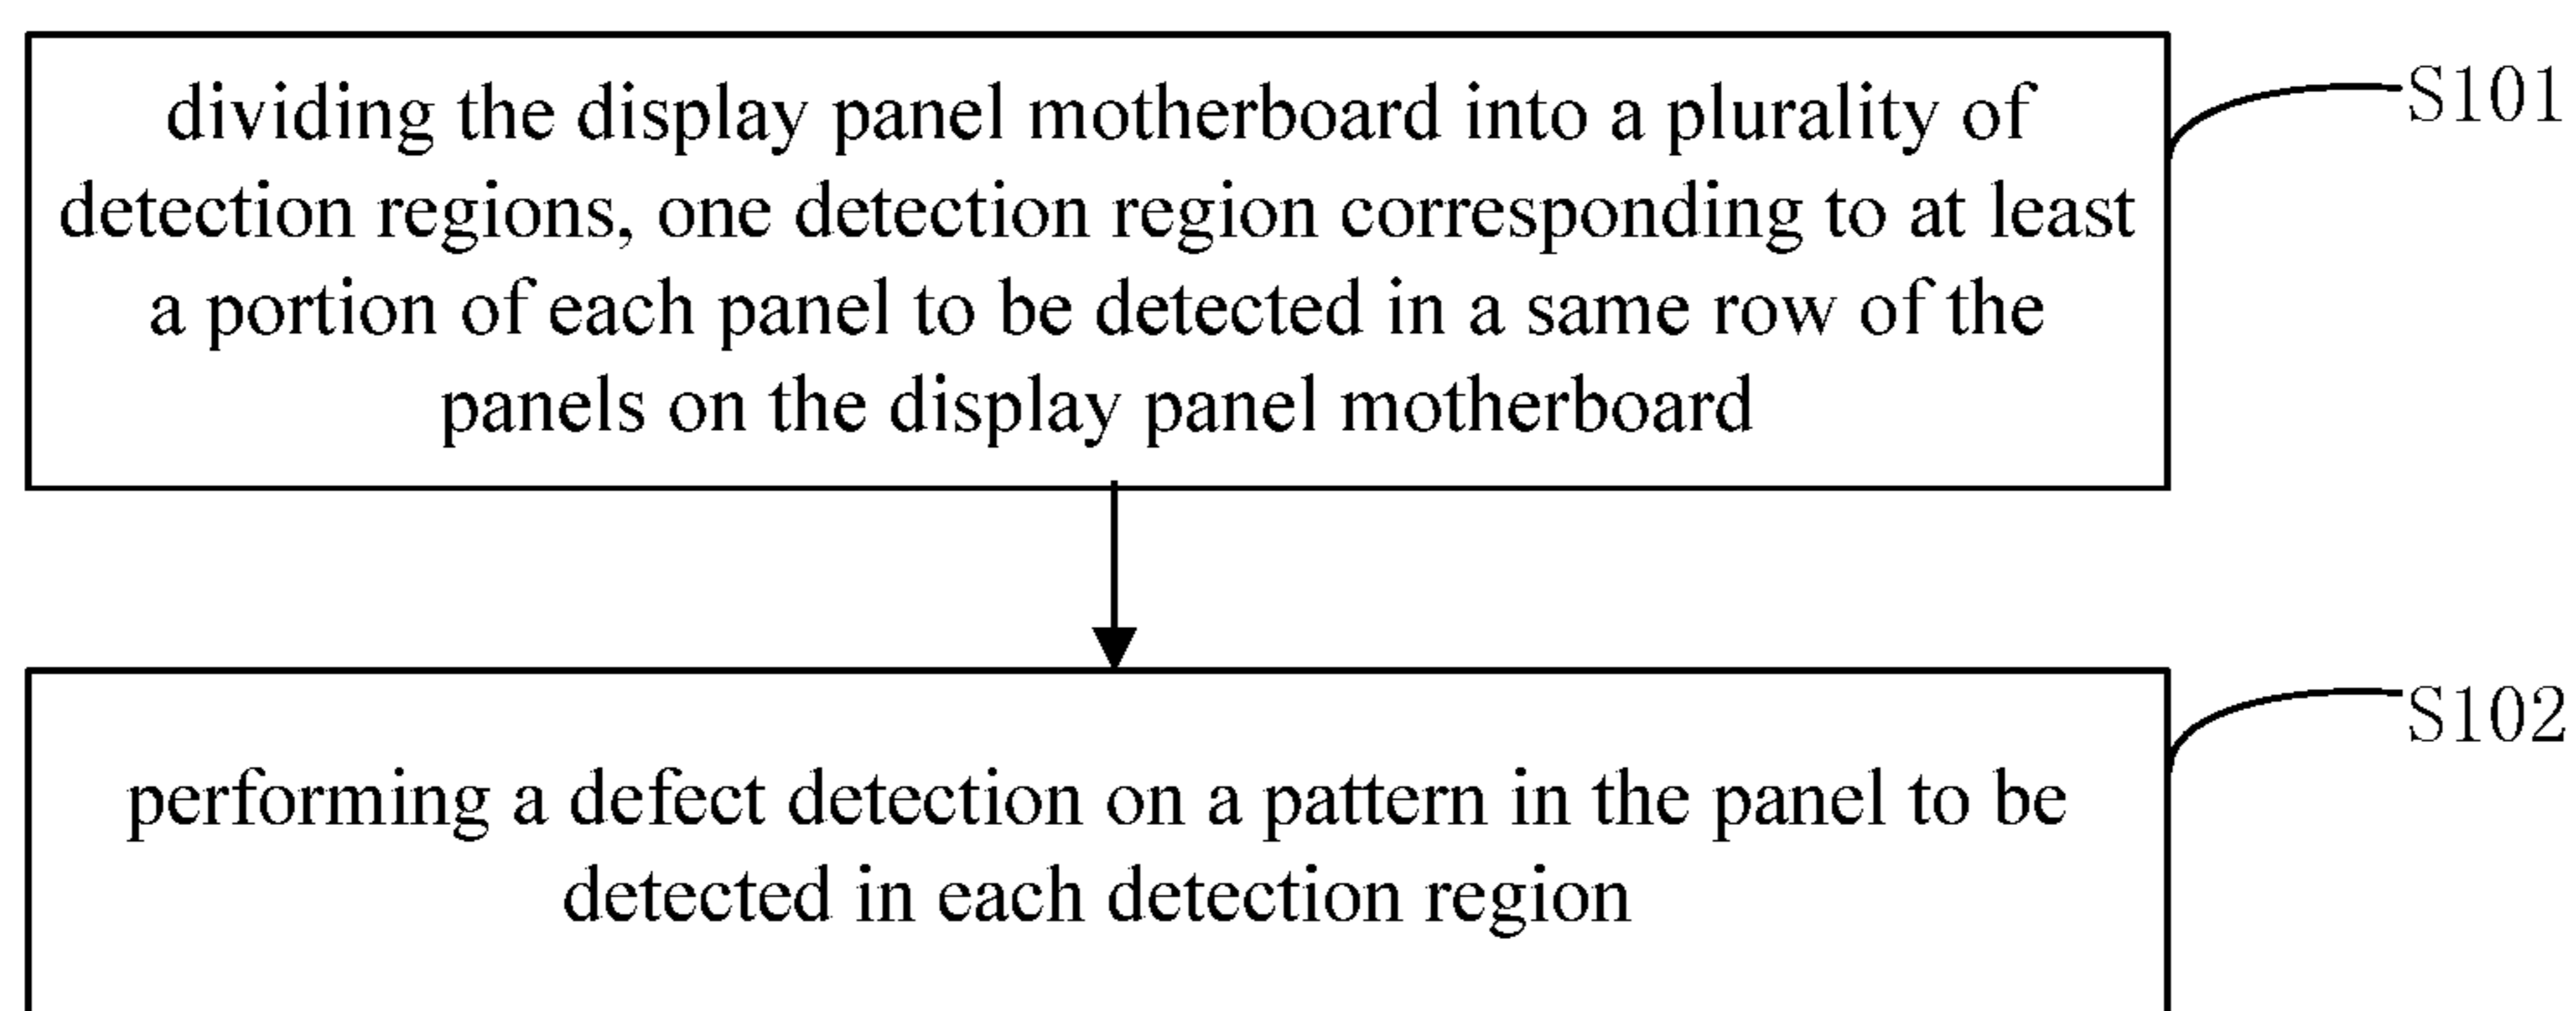 dividing the display panel motherboard into a plurality of
detection regions, one detection region corresponding to at least
a portion of each panel to be detected in a same row of the
panels on the display panel motherboard
S101
performing a defect detection on a pattern in the panel to be
detected in each detection region
S102